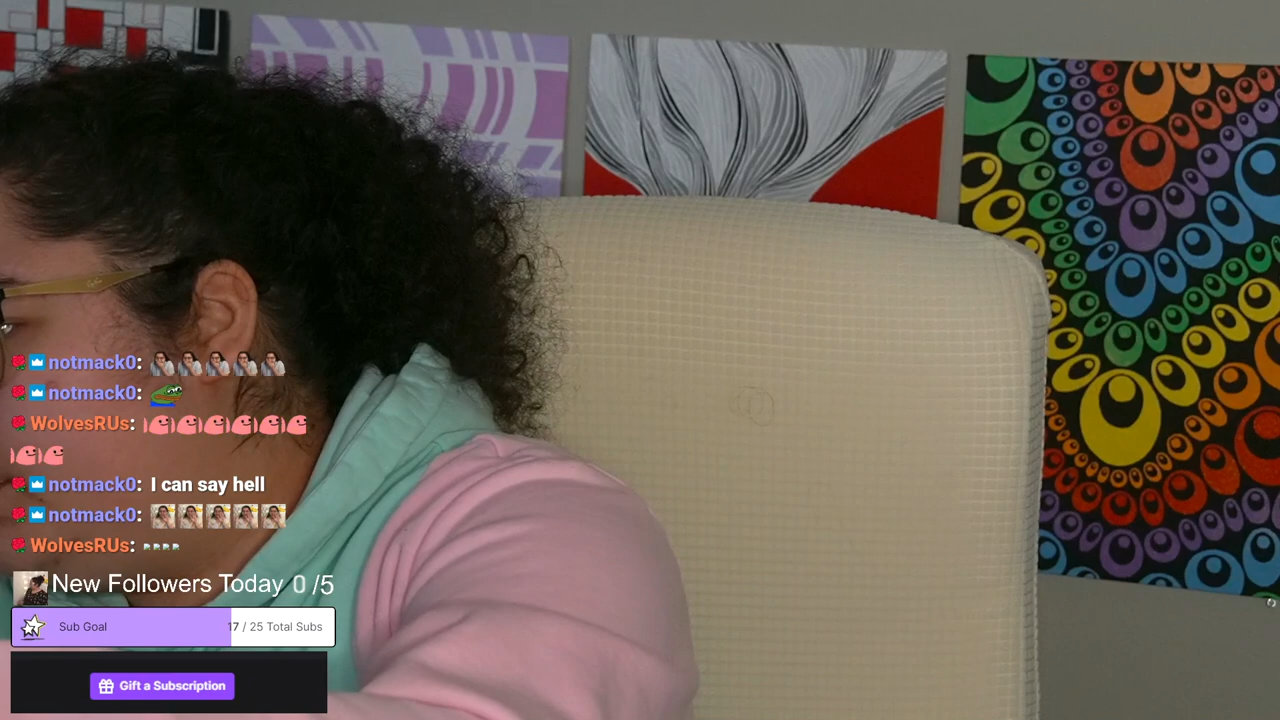 notmack0:
notmack0:
WolvesRUs:
notmack0: I can say hell
notmack0:
WolvesRUs:
New Followers Today 0 /5
Sub Goal 17 / 25 Total Subs
Gift a Subscription